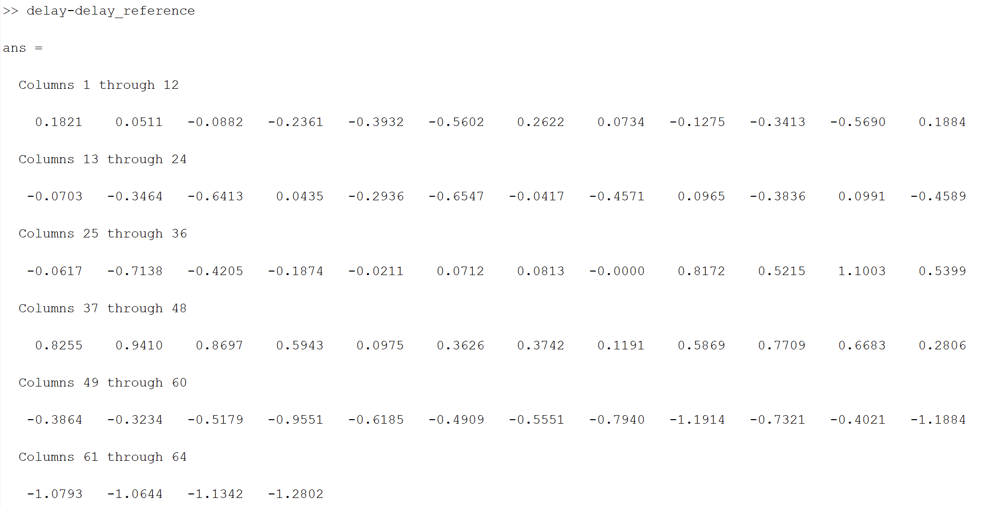 >> delay-delay_reference
ans =
Columns 1 through 12
0.1821 0.0511 -0.0882 -0.2361 -0.3932 -0.5602 0.2622 0.0734 -0.1275 -0.3413 -0.5690 0.1884
Columns 13 through 24
-0.0703 -0.3464 -0.6413 0.0435 -0.2936 -0.6547 -0.0417 -0.4571 0.0965 -0.3836 0.0991 -0.4589
Columns 25 through 36
-0.0617 -0.7138 -0.4205 -0.1874 -0.0211 0.0712 0.0813 -0.0000 0.8172 0.5215 1.1003 0.5399
Columns 37 through 48
0.8255 0.9410 0.8697 0.5943 0.0975 0.3626 0.3742 0.1191 0.5869 0.7709 0.6683 0.2806
Columns 49 through 60
-0.3864 -0.3234 -0.5179 -0.9551 -0.6185 -0.4909 -0.5551 -0.7940 -1.1914 -0.7321 -0.4021 -1.1884
Columns 61 through 64
-1.0793 -1.0644 -1.1342 -1.2802